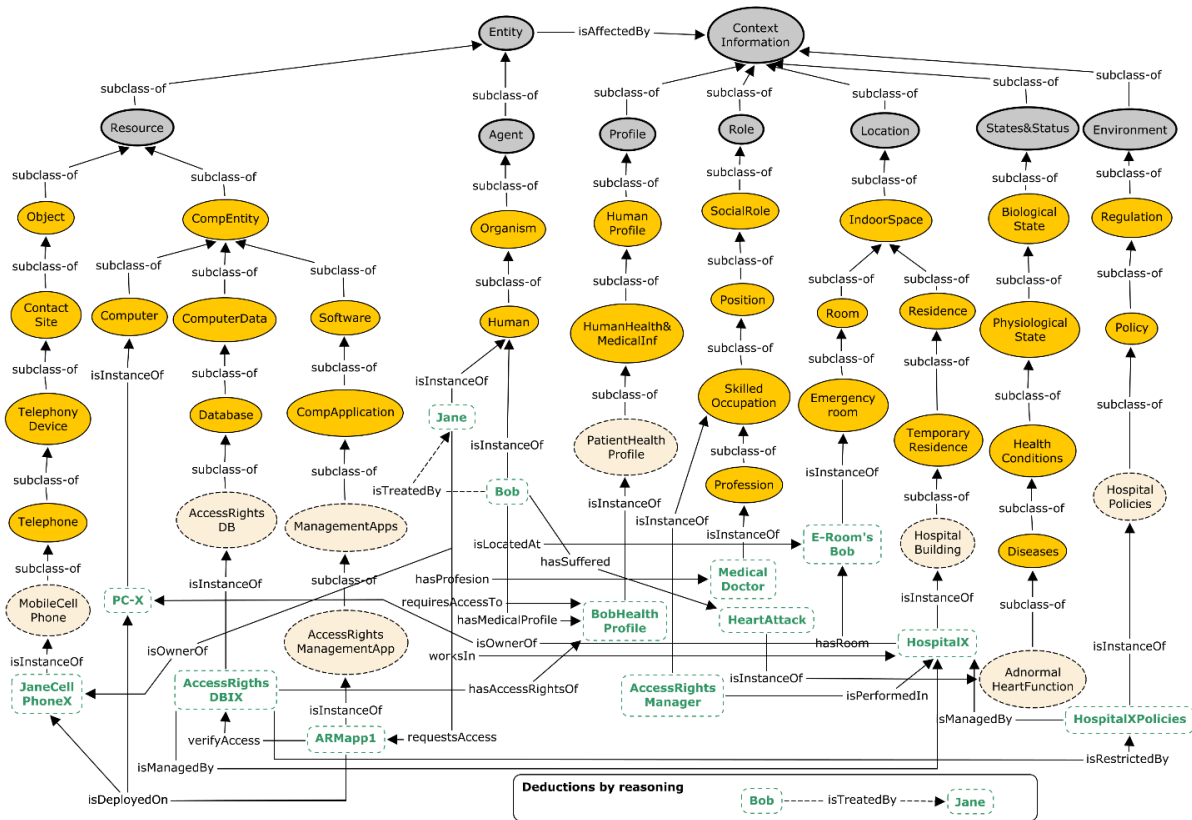 Entity
isAffectedBy
Context
Information
subclass-of
subclass-of
subclass-of
subclass-of
subclass-of
subclass-of
subclass-of
Resource
Agent
Profile
Role
Location
States&Status
Environment
subclass-of
subclass-of
subclass-of
subclass-of
subclass-of
subclass-of
subclass-of
subclass-of
Object
CompEntity
Organism
Human
Profile
SocialRole
IndoorSpace
Biological
State
Regulation
subclass-of
subclass-of
subclass-of
subclass-of
subclass-of
subclass-of
subclass-of
subclass-of
subclass-of
subclass-of
subclass-of
Contact
Site
Computer
ComputerData
Software
Human
HumanHealth&
MedicalInf
Position
Room
Residence
Physiological
State
Policy
subclass-of
isInstanceOf
subclass-of
subclass-of
isInstanceOf
subclass-of
subclass-of
subclass-of
subclass-of
subclass-of
subclass-of
Telephony
Device
Database
CompApplication
Jane
isInstanceOf
PatientHealth
Profile
Skilled
Occupation
Emergency
room
Temporary
Residence
Health
Conditions
subclass-of
subclass-of
subclass-of
isTreatedBy
Bob
isInstanceOf
subclass-of
Profession
isInstanceOf
subclass-of
subclass-of
Hospital
Policies
Telephone
AccessRights
DB
ManagementApps
isInstanceOf
isInstanceOf
isLocatedAt
hasSuffered
E-Room's
Bob
Hospital
Building
Diseases
subclass-of
isInstanceOf
subclass-of
hasProfesion
Medical
Doctor
isInstanceOf
subclass-of
MobileCell
Phone
PC-X
requiresAccessTo
hasMedicalProfile
BobHealth
Profile
HeartAttack
AccessRights
ManagementApp
isOwnerOf
isOwnerOf
worksIn
hasRoom
HospitalX
isInstanceOf
isInstanceOf
JaneCell
PhoneX
AccessRigths
DBIX
hasAccessRightsOf
AccessRights
Manager
isInstanceOf
isPerformedIn
Adnormal
HeartFunction
isInstanceOf
verifyAccess
ARMapp1
requestsAccess
isManagedBy
HospitalXPolicies
isManagedBy
isRestrictedBy
isDeployedOn
Deductions by reasoning
Bob
isTreatedBy
Jane